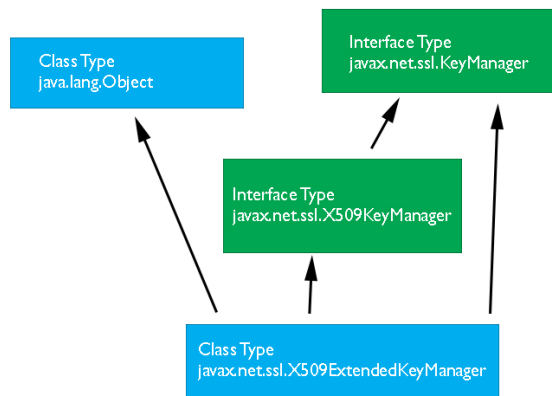 Class Type
java.lang.Object
Interface Type
javax.net.ssl.KeyManager
Interface Type
javax.net.ssl.X509KeyManager
Class Type
javax.net.ssl.X509ExtendedKeyManager